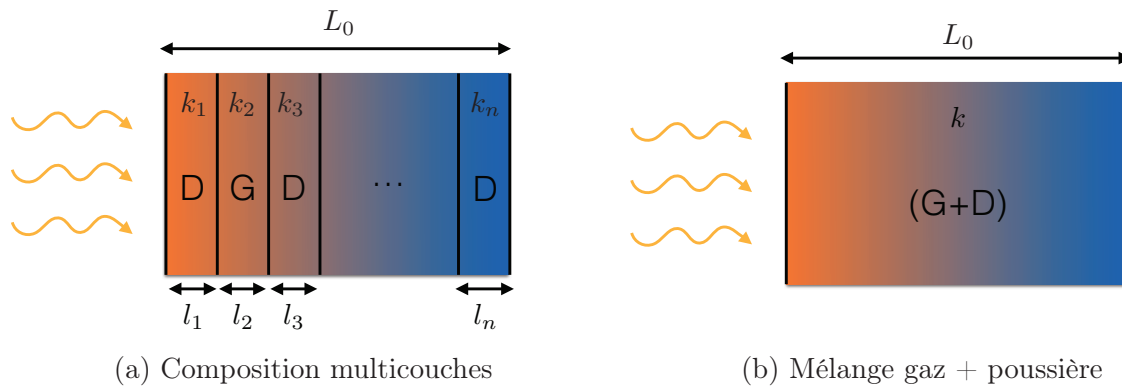 L₀
k₁ k₂ k₃ kₙ
D G D ⋯ D
l₁ l₂ l₃ lₙ
(a) Composition multicouches
L₀
k
(G+D)
(b) Mélange gaz + poussière